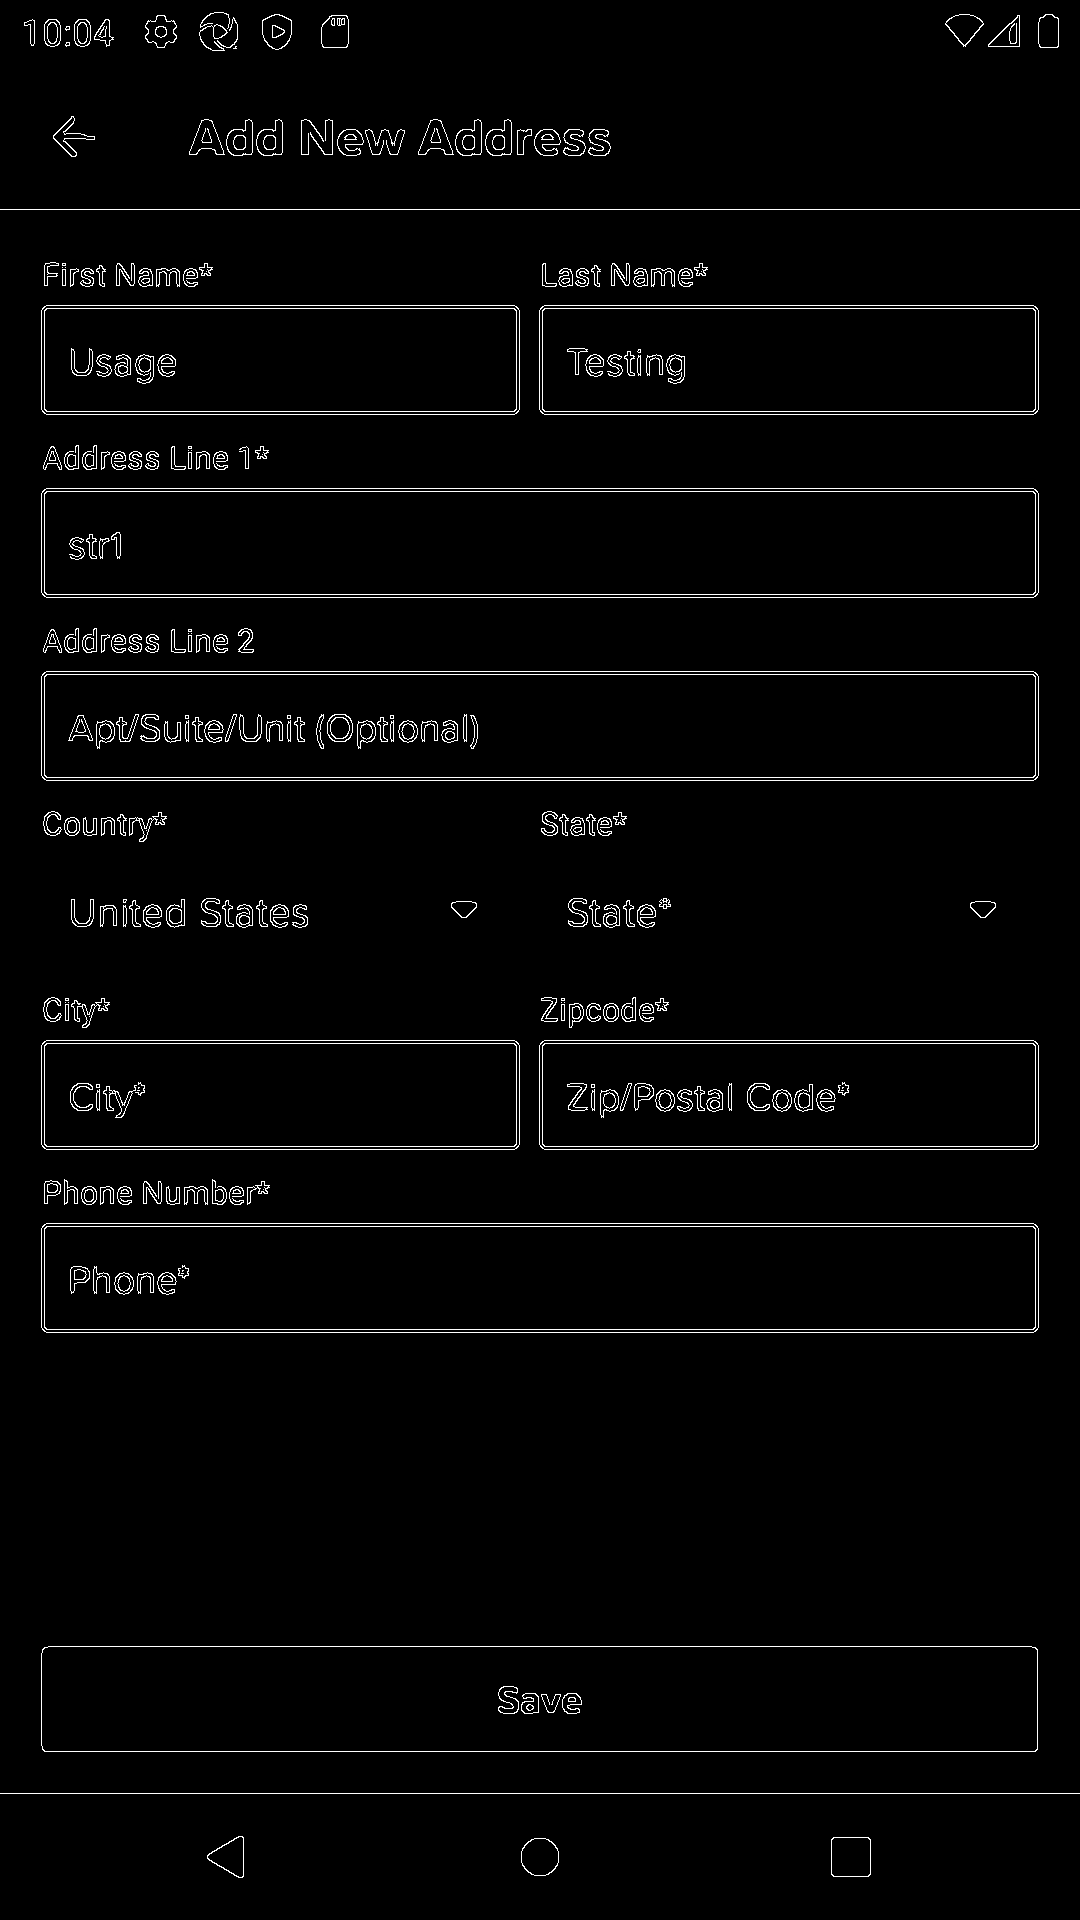 10:04
Add New Address
First Name* Last Name*
Usage Testing
Address Line 1*
str1
Address Line 2
Apt/Suite/Unit (Optional)
Country* State*
United States State*
City* Zipcode*
City* Zip/Postal Code*
Phone Number*
Phone*
Save